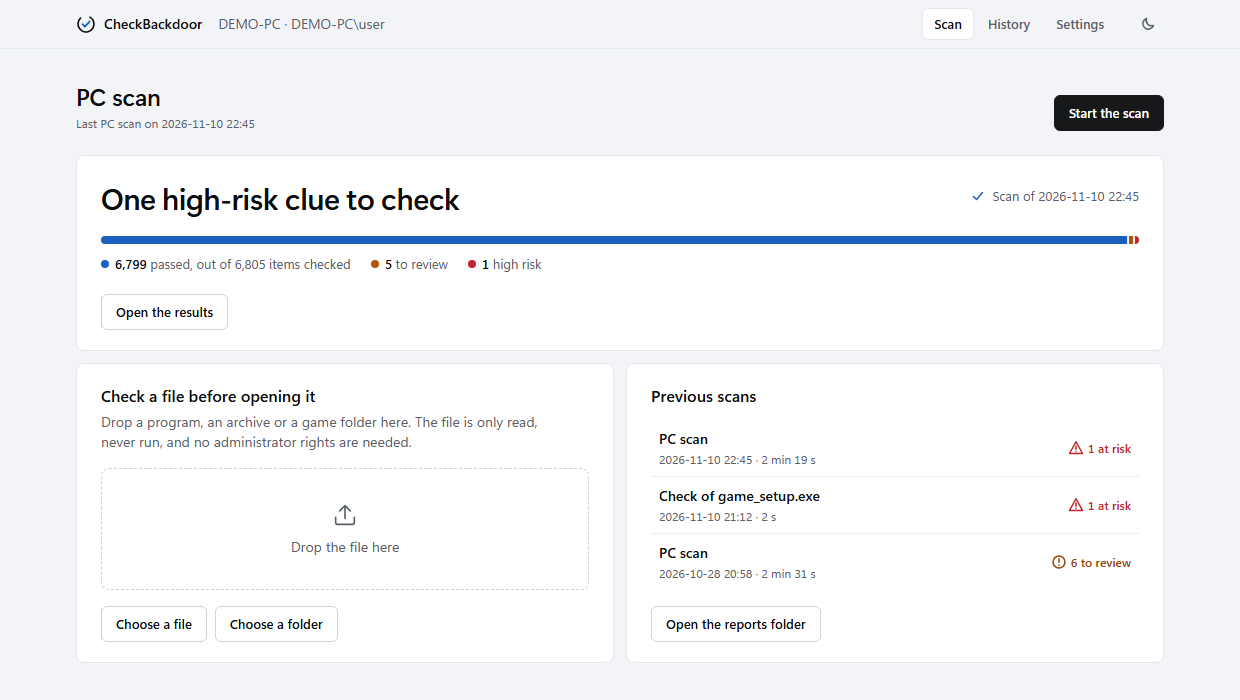 CheckBackdoor DEMO-PC · DEMO-PC\user Scan History Settings
PC scan
Last PC scan on 2026-11-10 22:45
Start the scan
One high-risk clue to check
Scan of 2026-11-10 22:45
6,799 passed, out of 6,805 items checked 5 to review 1 high risk
Open the results
Check a file before opening it
Drop a program, an archive or a game folder here. The file is only read,
never run, and no administrator rights are needed.
Drop the file here
Choose a file Choose a folder
Previous scans
PC scan
2026-11-10 22:45 · 2 min 19 s
1 at risk
Check of game_setup.exe
2026-11-10 21:12 · 2 s
1 at risk
PC scan
2026-10-28 20:58 · 2 min 31 s
6 to review
Open the reports folder